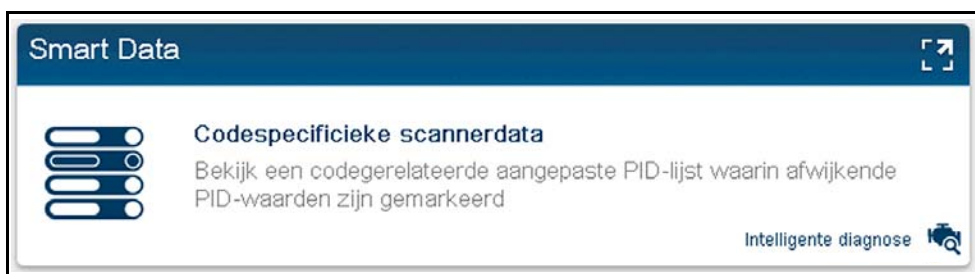 Smart Data
Codespecificieke scannerdata
Bekijk een codegerelateerde aangepaste PID-lijst waarin afwijkende
PID-waarden zijn gemarkeerd
Intelligente diagnose